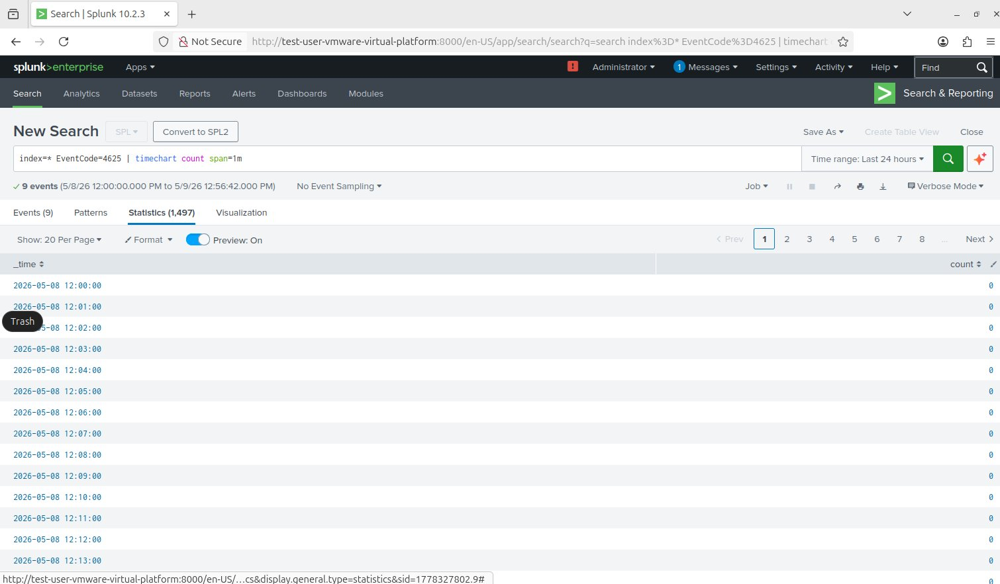 Search | Splunk 10.2.3
Not Secure http://test-user-vmware-virtual-platform:8000/en-US/app/search/search?q=search index%3D* EventCode%3D4625 | timechart
splunk>enterprise Apps Administrator 1 Messages Settings Activity Help Find
Search Analytics Datasets Reports Alerts Dashboards Modules Search & Reporting
New Search SPL Convert to SPL2 Save As Create Table View Close
index=* EventCode=4625 | timechart count span=1m Time range: Last 24 hours
9 events (5/8/26 12:00:00.000 PM to 5/9/26 12:56:42.000 PM) No Event Sampling Job Verbose Mode
Events (9) Patterns Statistics (1,497) Visualization
Show: 20 Per Page Format Preview: On Prev 1 2 3 4 5 6 7 8 ... Next
_time count
2026-05-08 12:00:00 0
2026-05-08 12:01:00 0
Trash
5-08 12:02:00 0
2026-05-08 12:03:00 0
2026-05-08 12:04:00 0
2026-05-08 12:05:00 0
2026-05-08 12:06:00 0
2026-05-08 12:07:00 0
2026-05-08 12:08:00 0
2026-05-08 12:09:00 0
2026-05-08 12:10:00 0
2026-05-08 12:11:00 0
2026-05-08 12:12:00 0
2026-05-08 12:13:00 0
http://test-user-vmware-virtual-platform:8000/en-US/…cs&display.general.type=statistics&sid=1778327802.9# 0